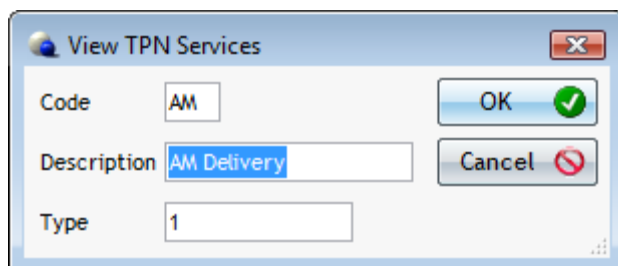 View TPN Services
Code AM OK
Description AM Delivery Cancel
Type 1